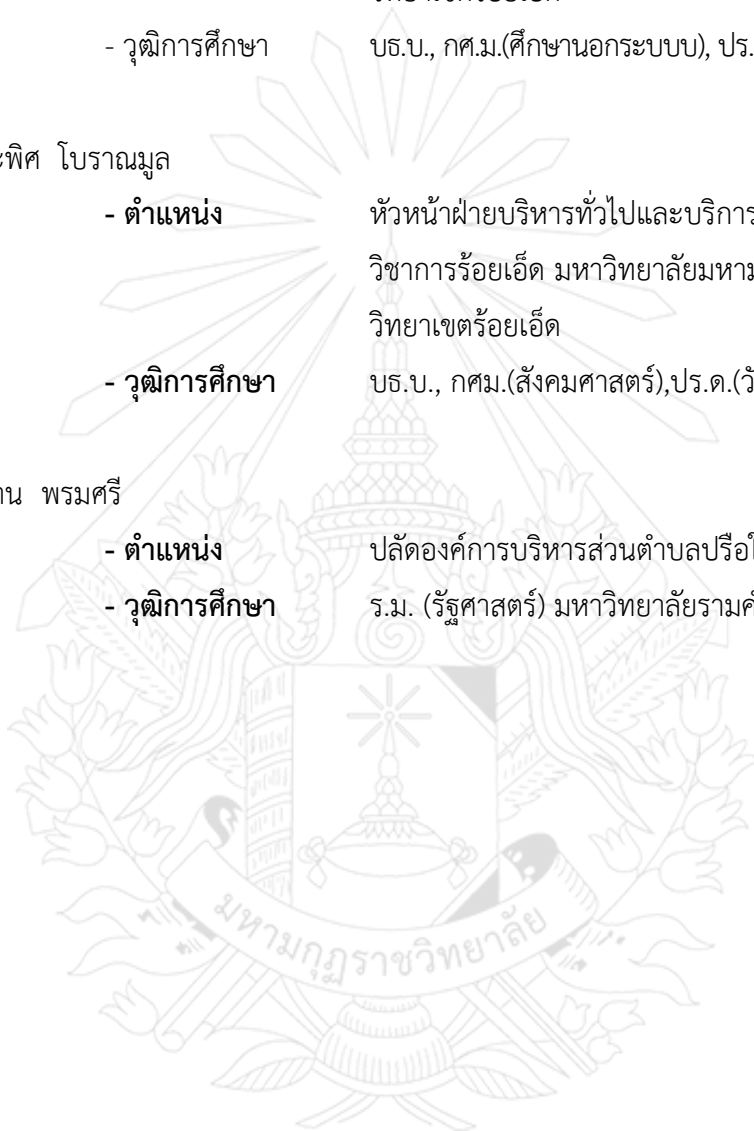 - วุฒิการศึกษา บธ.บ., กศ.ม.(ศึกษานอกระบบบ), ปร.
โบราณมูล
- ตำแหน่ง หัวหน้าฝ่ายบริหารทั่วไปและบริการ
วิชาการร้อยเอ็ด มหาวิทยาลัยมหาม
วิทยาเขตร้อยเอ็ด
- วุฒิการศึกษา บธ.บ., กศม.(สังคมศาสตร์),ปร.ด.(วั
พรมศรี
- ตำแหน่ง ปลัดองค์การบริหารส่วนตำบลปรือใ
- วุฒิการศึกษา ร.ม. (รัฐศาสตร์) มหาวิทยาลัยรามค
มหามกุฏราชวิทยาลัย